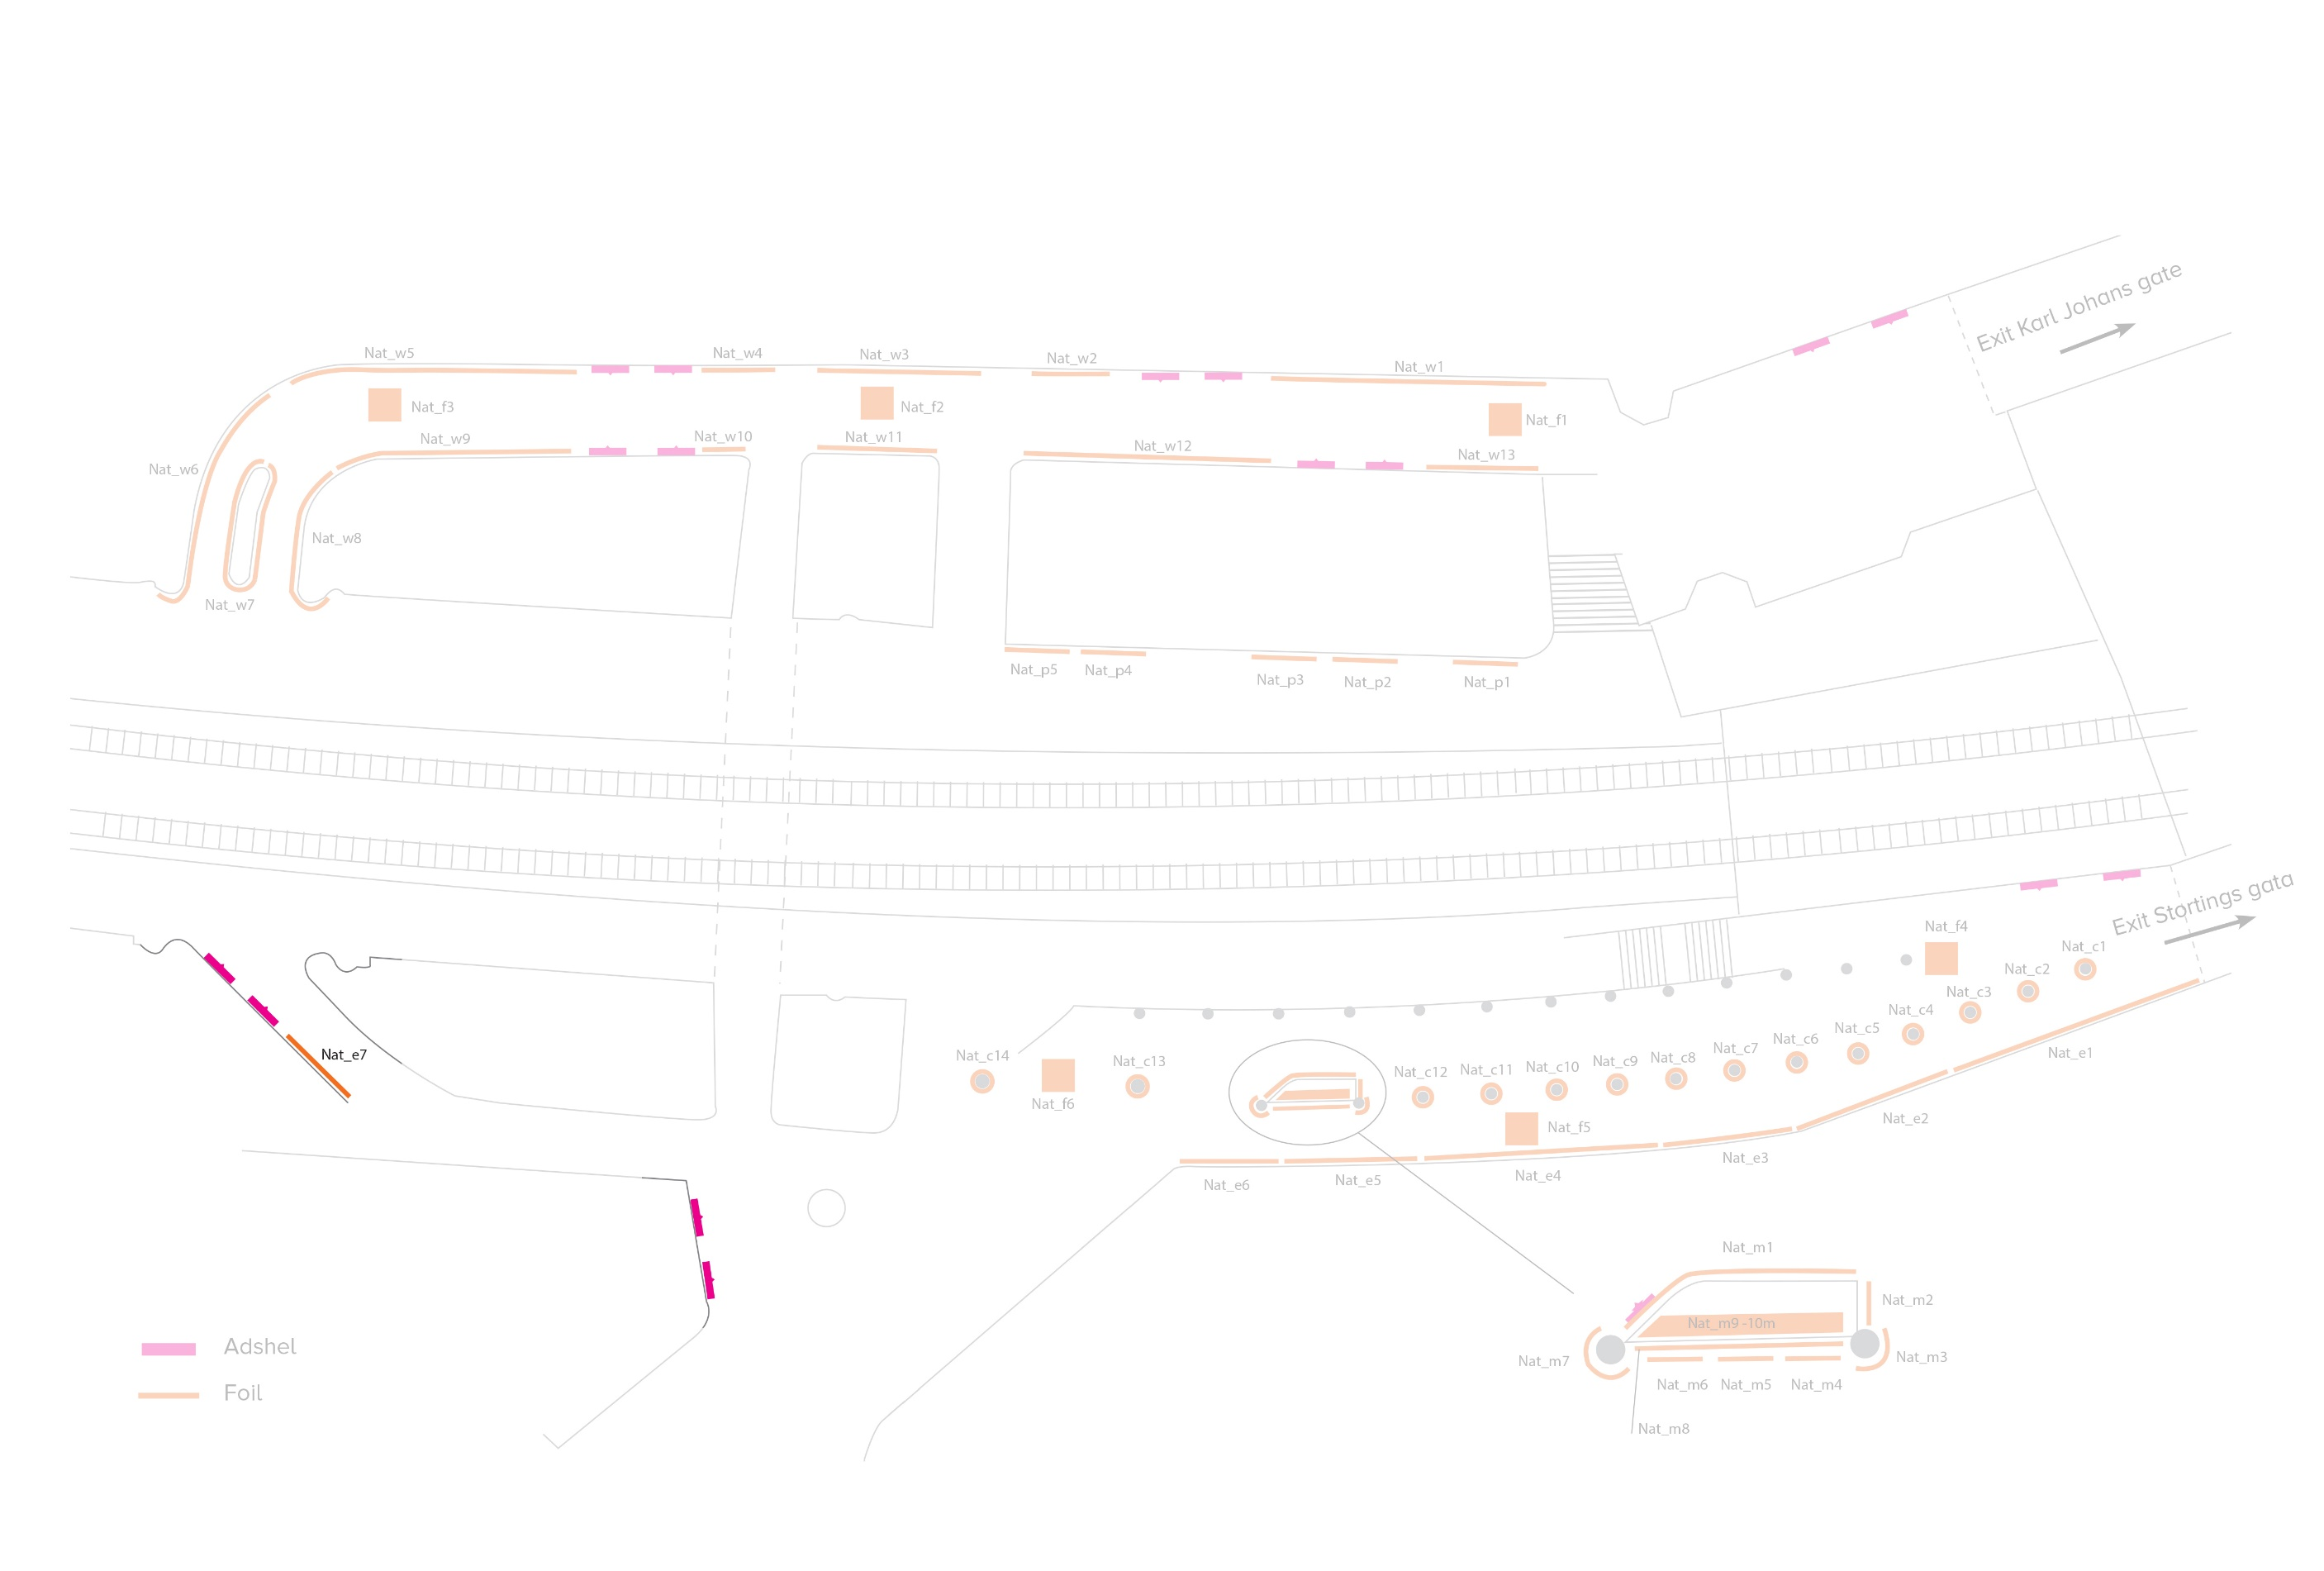 Exit Karl Johans gate
Nat_w5
Nat_w4
Nat_w3
Nat_w2
Nat_w1
Nat_f3
Nat_f2
Nat_f1
Nat_w9
Nat_w10
Nat_w11
Nat_w12
Nat_w13
Nat_w6
Nat_w8
Nat_w7
Nat_p5
Nat_p4
Nat_p3
Nat_p2
Nat_p1
Exit Stortings gata
Nat_f4
Nat_c1
Nat_c2
Nat_c3
Nat_c4
Nat_c5
Nat_c6
Nat_c7
Nat_c8
Nat_c9
Nat_c10
Nat_c11
Nat_c12
Nat_c13
Nat_c14
Nat_e7
Nat_f6
Nat_f5
Nat_e1
Nat_e2
Nat_e3
Nat_e4
Nat_e5
Nat_e6
Nat_m1
Nat_m2
Nat_m9 -10m
Nat_m7
Nat_m3
Nat_m6
Nat_m5
Nat_m4
Nat_m8
Adshel
Foil